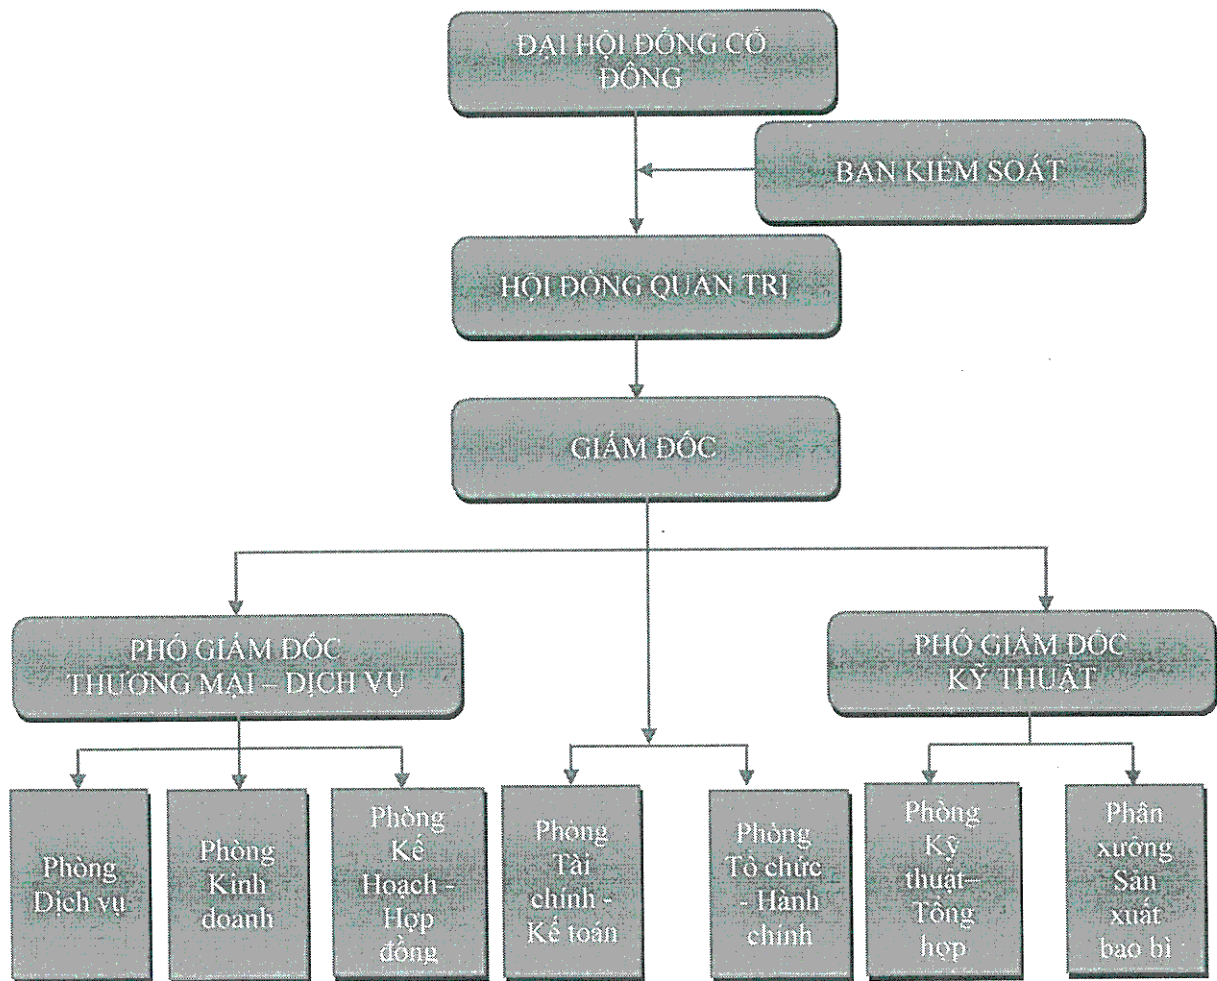 ĐẠI HỘI ĐỒNG CỔ
ĐÔNG
BAN KIỂM SOÁT
HỘI ĐỒNG QUẢN TRỊ
GIÁM ĐỐC
PHÓ GIÁM ĐỐC
THƯƠNG MẠI – DỊCH VỤ
PHÓ GIÁM ĐỐC
KỸ THUẬT
Phòng
Dịch vụ
Phòng
Kinh
doanh
Phòng
Kế
Hoạch -
Hợp
đồng
Phòng
Tài
chính -
Kế toán
Phòng
Tổ chức
- Hành
chính
Phòng
Kỹ
thuật–
Tổng
hợp
Phân
xưởng
Sản
xuất
bao bì